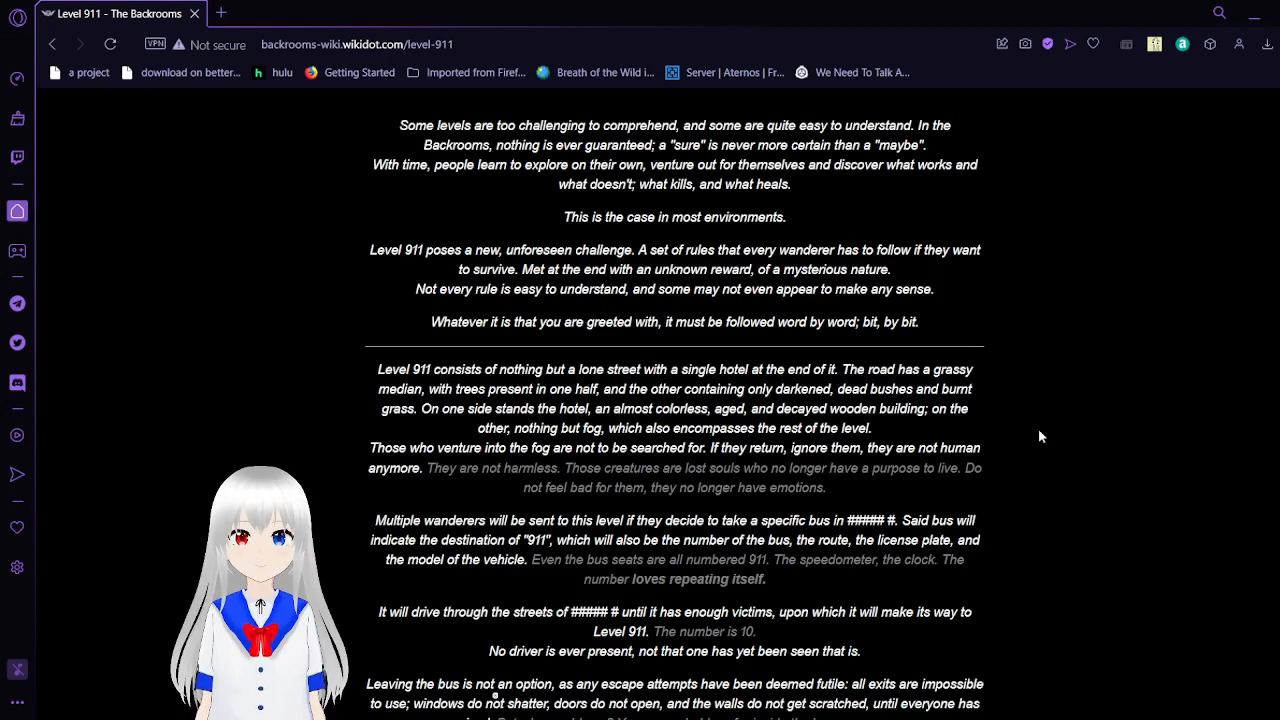 Level 911 - The Backrooms
VPN Not secure backrooms-wiki.wikidot.com/level-911
a project download on better... hulu Getting Started Imported from Firef... Breath of the Wild i... Server | Aternos | Fr... We Need To Talk A...
Some levels are too challenging to comprehend, and some are quite easy to understand. In the
Backrooms, nothing is ever guaranteed; a "sure" is never more certain than a "maybe".
With time, people learn to explore on their own, venture out for themselves and discover what works and
what doesn't; what kills, and what heals.
This is the case in most environments.
Level 911 poses a new, unforeseen challenge. A set of rules that every wanderer has to follow if they want
to survive. Met at the end with an unknown reward, of a mysterious nature.
Not every rule is easy to understand, and some may not even appear to make any sense.
Whatever it is that you are greeted with, it must be followed word by word; bit, by bit.
Level 911 consists of nothing but a lone street with a single hotel at the end of it. The road has a grassy
median, with trees present in one half, and the other containing only darkened, dead bushes and burnt
grass. On one side stands the hotel, an almost colorless, aged, and decayed wooden building; on the
other, nothing but fog, which also encompasses the rest of the level.
Those who venture into the fog are not to be searched for. If they return, ignore them, they are not human
anymore. They are not harmless. Those creatures are lost souls who no longer have a purpose to live. Do
not feel bad for them, they no longer have emotions.
Multiple wanderers will be sent to this level if they decide to take a specific bus in ##### #. Said bus will
indicate the destination of "911", which will also be the number of the bus, the route, the license plate, and
the model of the vehicle. Even the bus seats are all numbered 911. The speedometer, the clock. The
number loves repeating itself.
It will drive through the streets of ##### # until it has enough victims, upon which it will make its way to
Level 911. The number is 10.
No driver is ever present, not that one has yet been seen that is.
Leaving the bus is not an option, as any escape attempts have been deemed futile: all exits are impossible
to use; windows do not shatter, doors do not open, and the walls do not get scratched, until everyone has